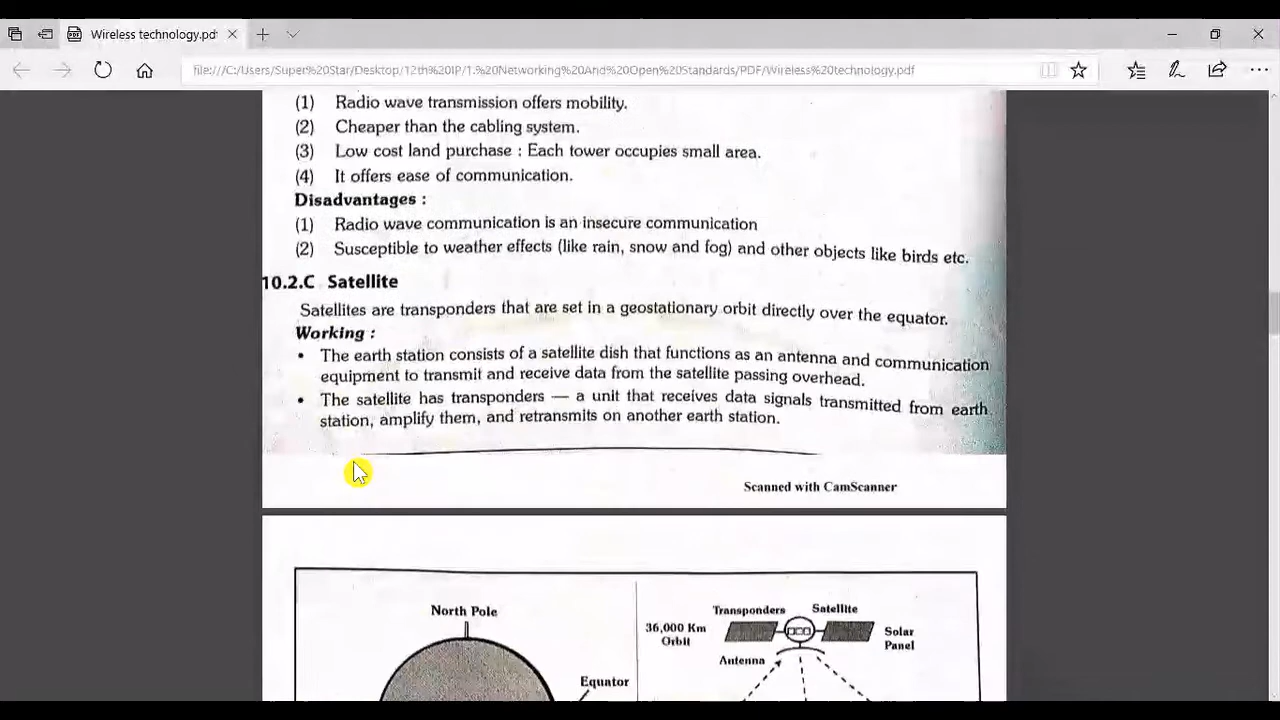 Wireless technology.pdf
file:///C:/Users/Super%20Star/Desktop/12th%20IP/1.%20Networking%20And%20Open%20Standards/PDF/Wireless%20technology.pdf
(1) Radio wave transmission offers mobility.
(2) Cheaper than the cabling system.
(3) Low cost land purchase : Each tower occupies small area.
(4) It offers ease of communication.
Disadvantages :
(1) Radio wave communication is an insecure communication
(2) Susceptible to weather effects (like rain, snow and fog) and other objects like birds etc.
10.2.C Satellite
Satellites are transponders that are set in a geostationary orbit directly over the equator.
Working :
• The earth station consists of a satellite dish that functions as an antenna and communication
equipment to transmit and receive data from the satellite passing overhead.
• The satellite has transponders — a unit that receives data signals transmitted from earth
station, amplify them, and retransmits on another earth station.
Scanned with CamScanner
North Pole
Equator
Transponders
Satellite
36,000 Km
Orbit
Solar
Panel
Antenna